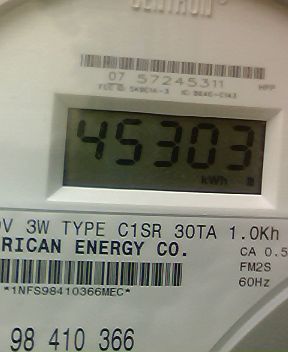 CENTRON
07 57245311
45303
kWh
V 3W TYPE C1SR 30TA 1.0Kh
RICAN ENERGY CO.
CA 0.5
FM2S
60Hz
*1NFS98410366MEC*
98 410 366